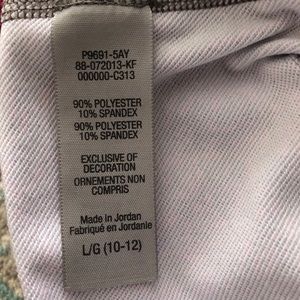 P9691-5AY
88-072013-KF
000000-C313
90% POLYESTER
10% SPANDEX
90% POLYESTER
10% SPANDEX
EXCLUSIVE OF
DECORATION
ORNEMENTS NON
COMPRIS
Made in Jordan
Fabriqué en Jordanie
L/G (10-12)